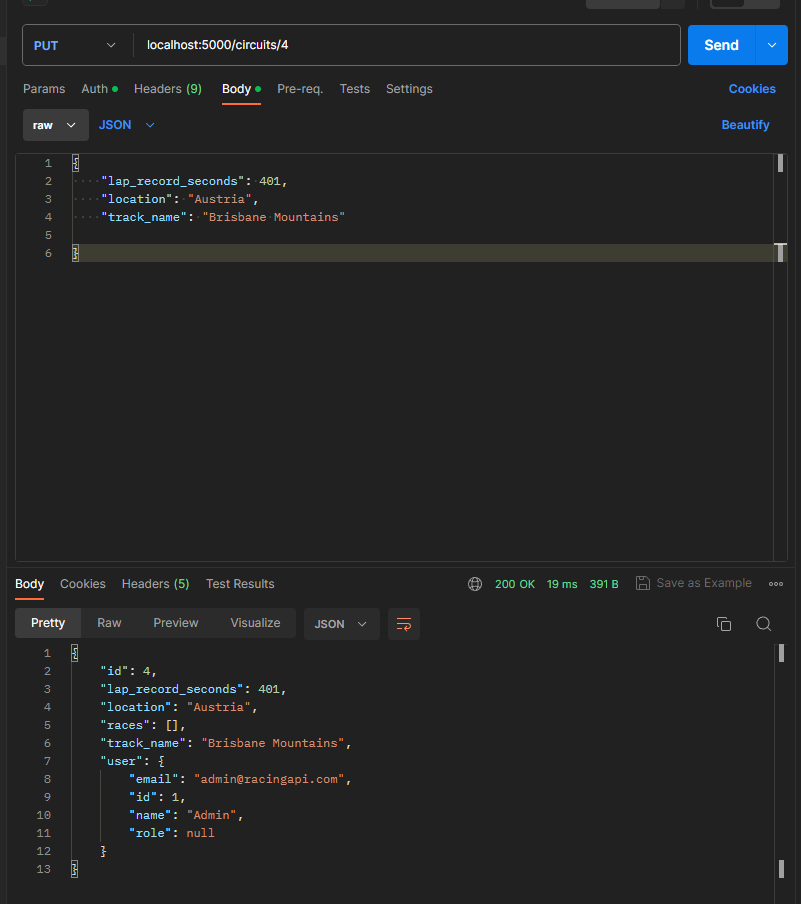 PUT localhost:5000/circuits/4 Send
Params Auth Headers (9) Body Pre-req. Tests Settings Cookies
raw JSON Beautify
1 {
2 "lap_record_seconds": 401,
3 "location": "Austria",
4 "track_name": "Brisbane Mountains"
5
6 }
Body Cookies Headers (5) Test Results 200 OK 19 ms 391 B Save as Example
Pretty Raw Preview Visualize JSON
1 {
2 "id": 4,
3 "lap_record_seconds": 401,
4 "location": "Austria",
5 "races": [],
6 "track_name": "Brisbane Mountains",
7 "user": {
8 "email": "admin@racingapi.com",
9 "id": 1,
10 "name": "Admin",
11 "role": null
12 }
13 }